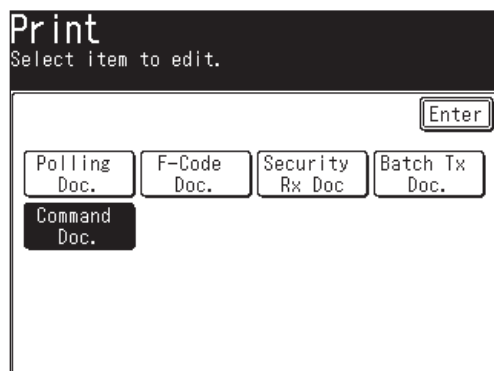 Print
Select item to edit.
Enter
Polling
Doc.
F-Code
Doc.
Security
Rx Doc
Batch Tx
Doc.
Command
Doc.